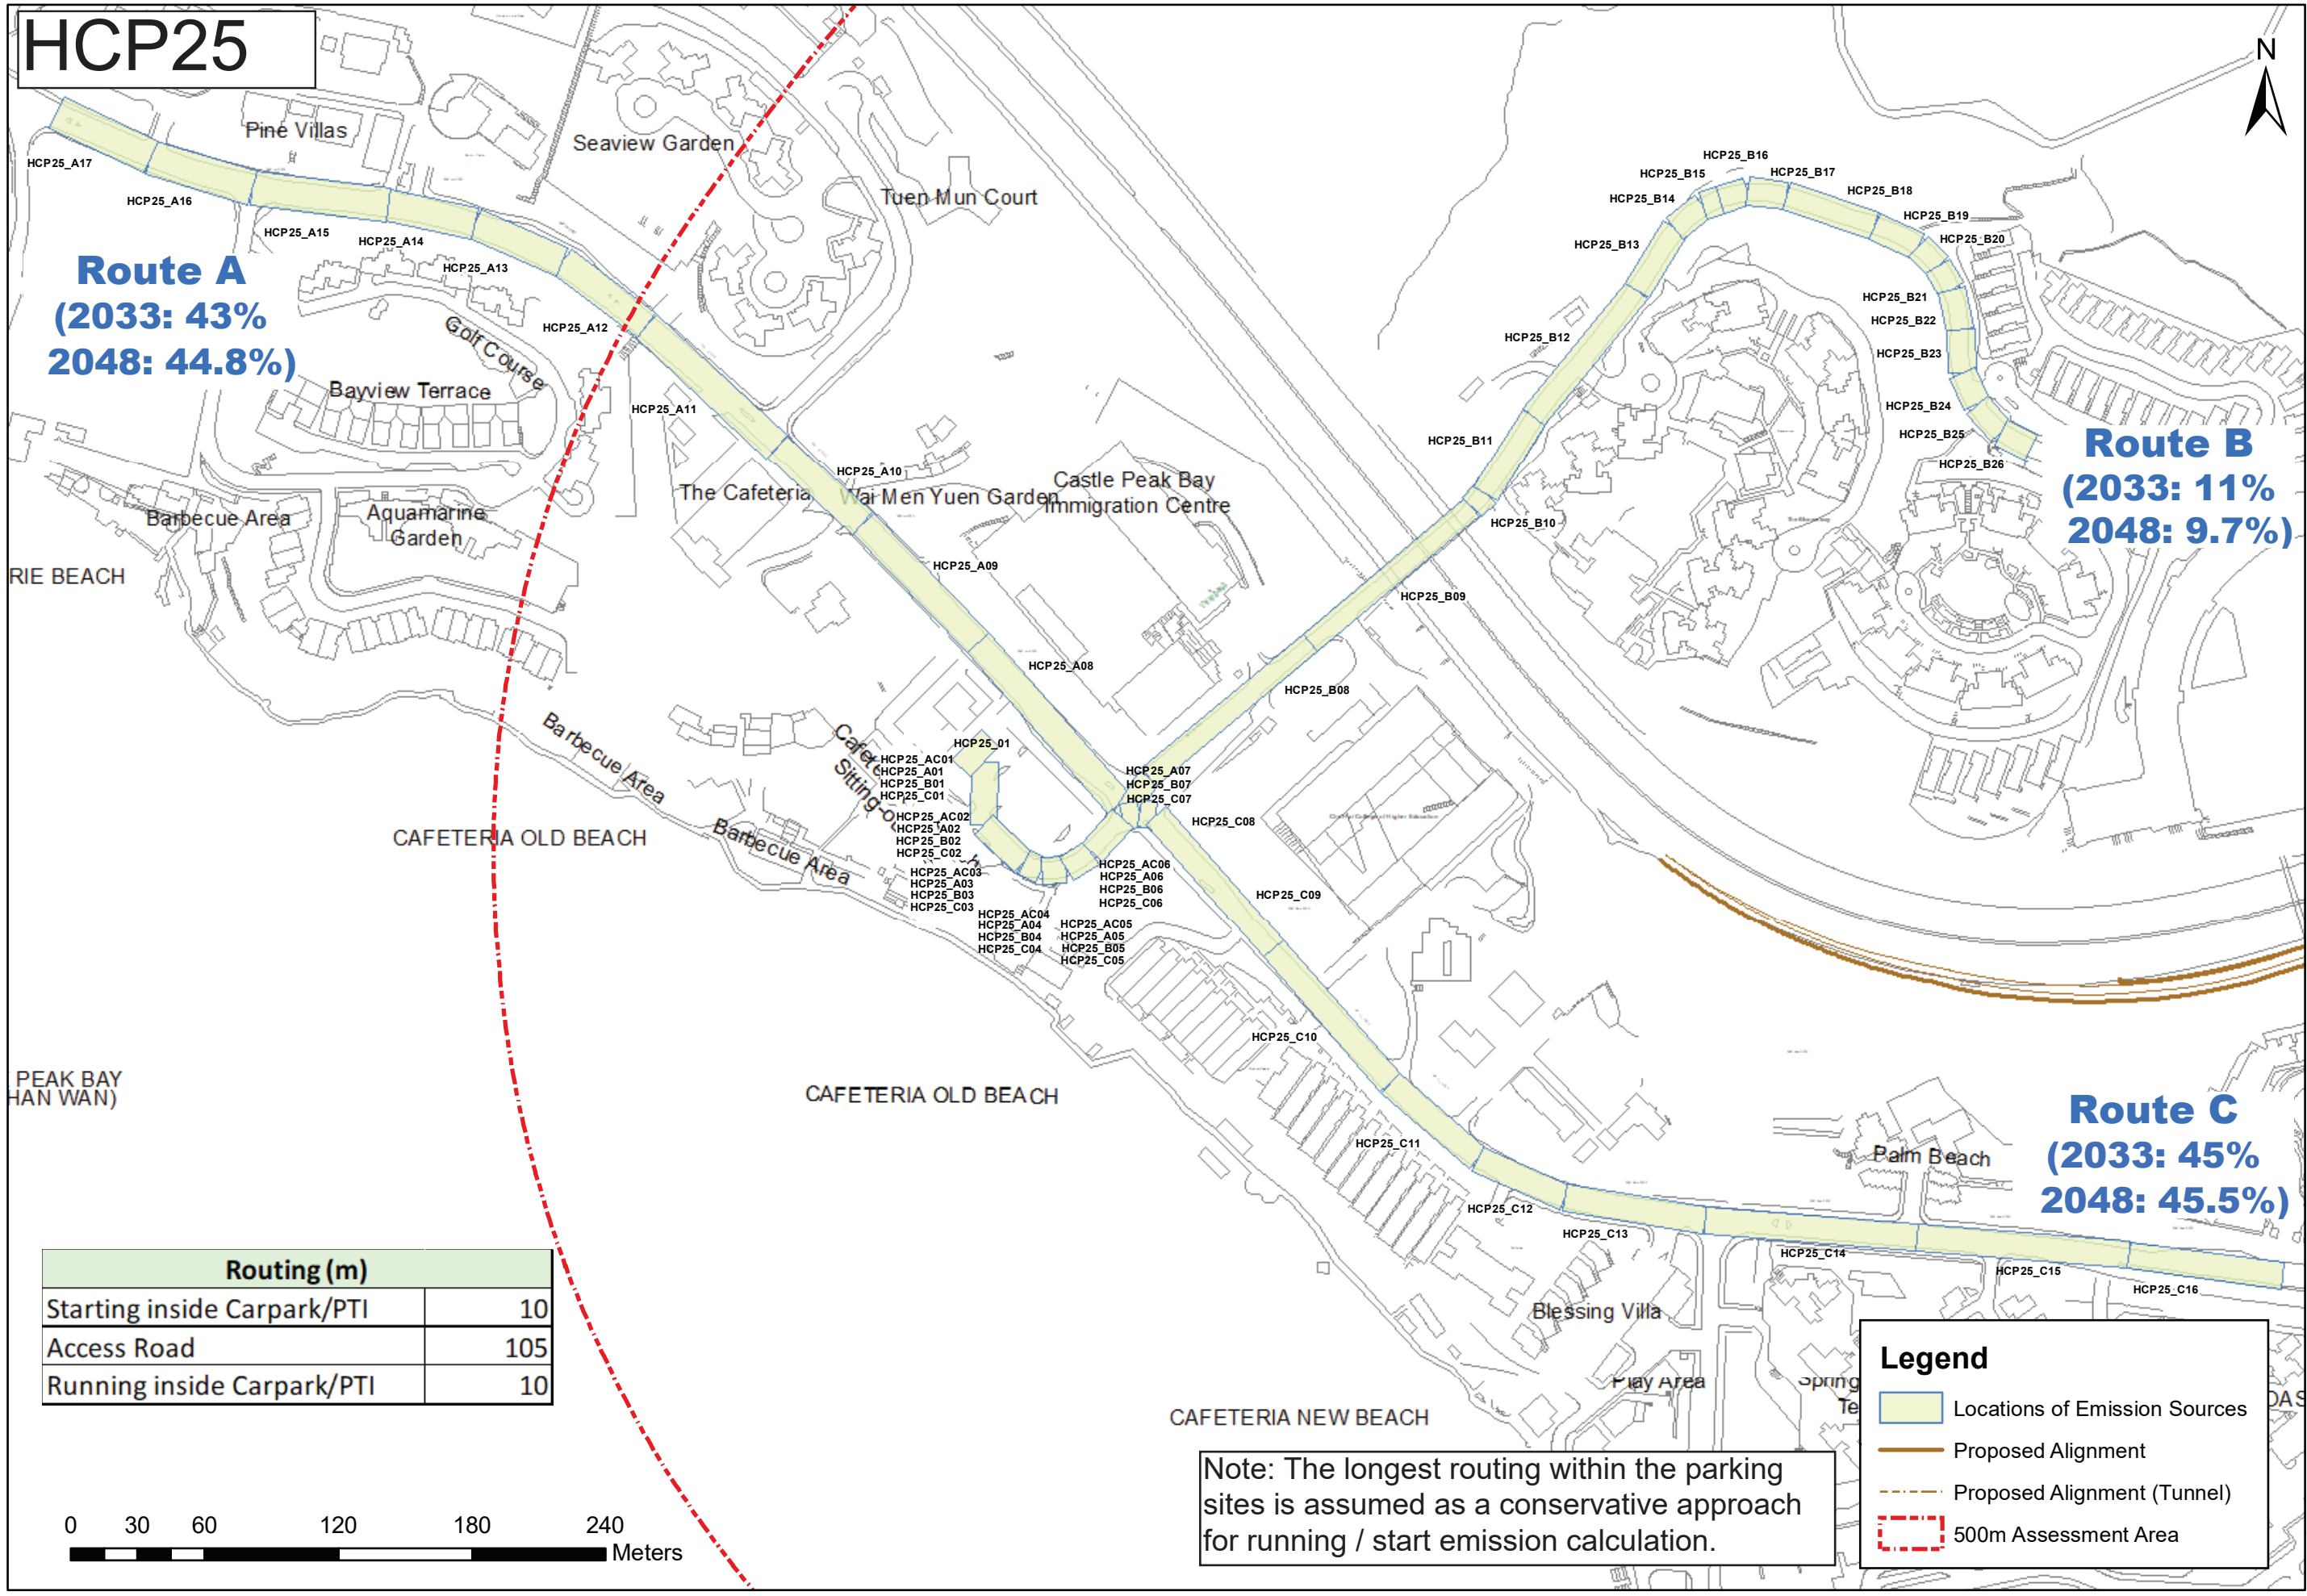 HCP25
N
Pine Villas
Seaview Garden
Tuen Mun Court
HCP25_A17
HCP25_A16
HCP25_A15
HCP25_A14
HCP25_A13
HCP25_A12
HCP25_A11
HCP25_A10
HCP25_A09
HCP25_A08
Route A
(2033: 43%
2048: 44.8%)
Golf Course
Bayview Terrace
Barbecue Area
Aquamarine
Garden
RIE BEACH
The Cafeteria
Wai Men Yuen Garden
Castle Peak Bay
Immigration Centre
HCP25_B16
HCP25_B15
HCP25_B17
HCP25_B14
HCP25_B18
HCP25_B19
HCP25_B13
HCP25_B20
HCP25_B21
HCP25_B22
HCP25_B12
HCP25_B23
HCP25_B24
HCP25_B11
HCP25_B25
HCP25_B26
HCP25_B10
HCP25_B09
HCP25_B08
Route B
(2033: 11%
2048: 9.7%)
Barbecue Area
Barbecue Area
CAFETERIA OLD BEACH
HCP25_01
HCP25_AC01
HCP25_A01
HCP25_B01
HCP25_C01
HCP25_AC02
HCP25_A02
HCP25_B02
HCP25_C02
HCP25_AC03
HCP25_A03
HCP25_B03
HCP25_C03
HCP25_AC04
HCP25_A04
HCP25_B04
HCP25_C04
HCP25_AC05
HCP25_A05
HCP25_B05
HCP25_C05
HCP25_AC06
HCP25_A06
HCP25_B06
HCP25_C06
HCP25_A07
HCP25_B07
HCP25_C07
HCP25_C08
HCP25_C09
HCP25_C10
HCP25_C11
HCP25_C12
HCP25_C13
HCP25_C14
HCP25_C15
HCP25_C16
PEAK BAY
HAN WAN)
CAFETERIA OLD BEACH
Route C
(2033: 45%
2048: 45.5%)
Palm Beach
Blessing Villa
Play Area
Spring
Te
CAFETERIA NEW BEACH
Routing (m)
Starting inside Carpark/PTI 10
Access Road 105
Running inside Carpark/PTI 10
0 30 60 120 180 240
Meters
Note: The longest routing within the parking
sites is assumed as a conservative approach
for running / start emission calculation.
Legend
Locations of Emission Sources
Proposed Alignment
Proposed Alignment (Tunnel)
500m Assessment Area